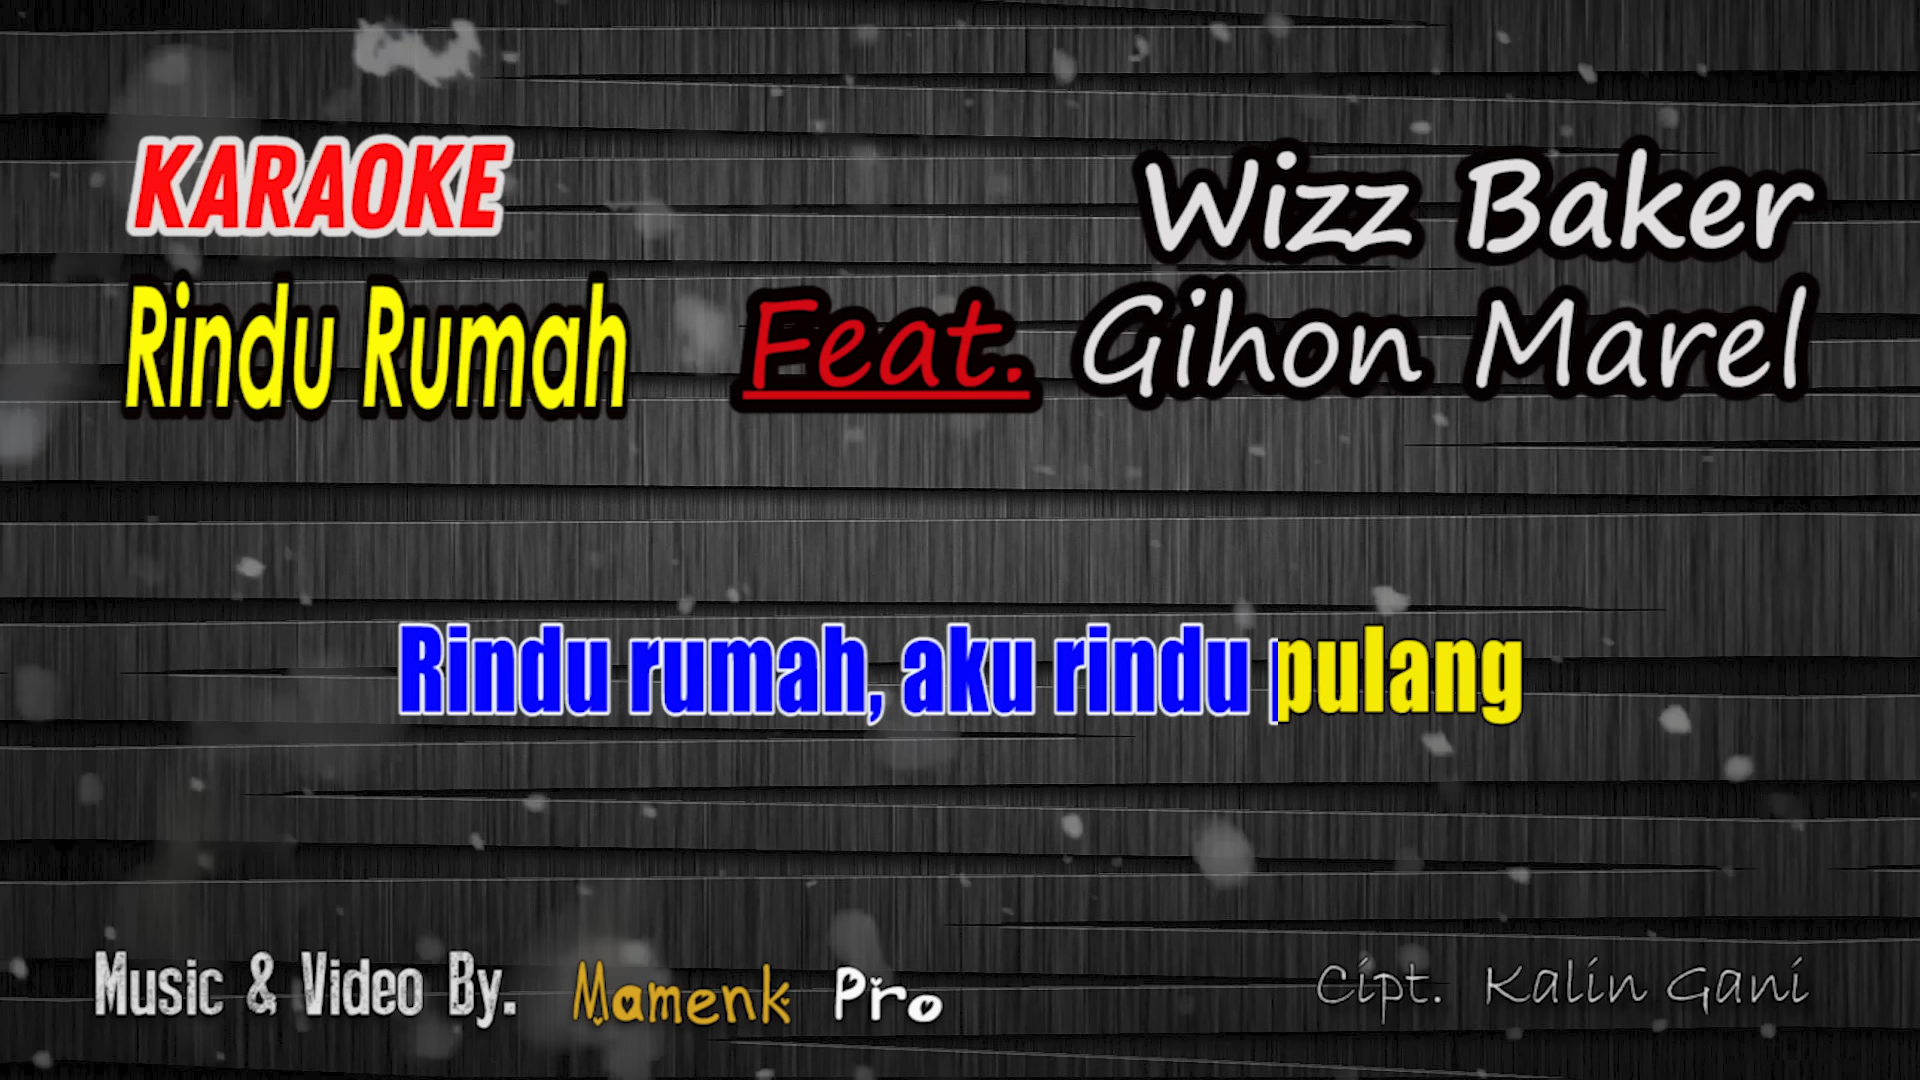 KARAOKE
Rindu Rumah
Wizz Baker
Feat. Gihon Marel
Rindu rumah, aku rindu pulang
Music & Video By. Mamenk Pro
Cipt. Kalin Gani